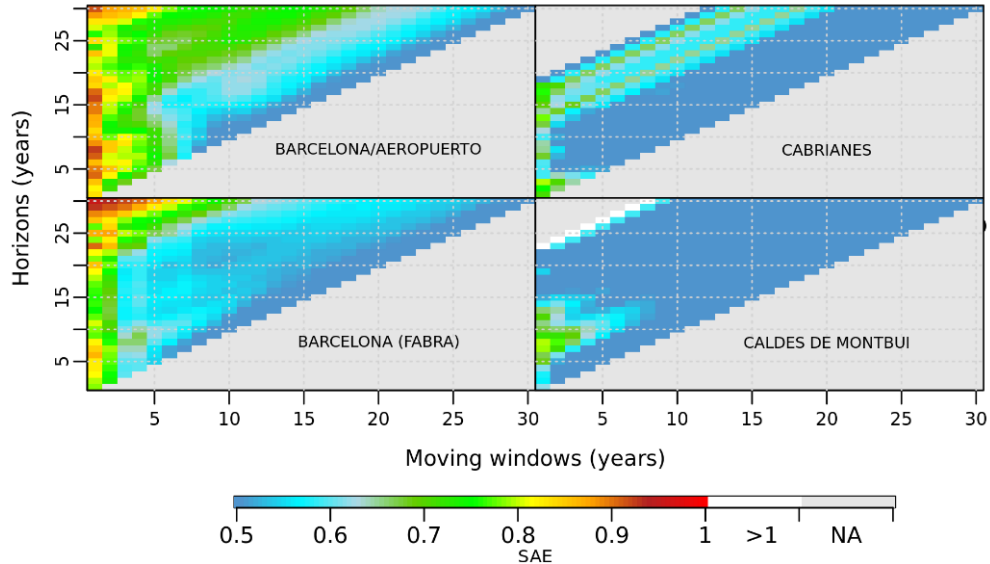 Horizons (years)
25
15
5
BARCELONA/AEROPUERTO
CABRIANES
25
15
5
BARCELONA (FABRA)
CALDES DE MONTBUI
5 10 15 20 25 30 5 10 15 20 25 30
Moving windows (years)
0.5 0.6 0.7 0.8 0.9 1 >1 NA
SAE